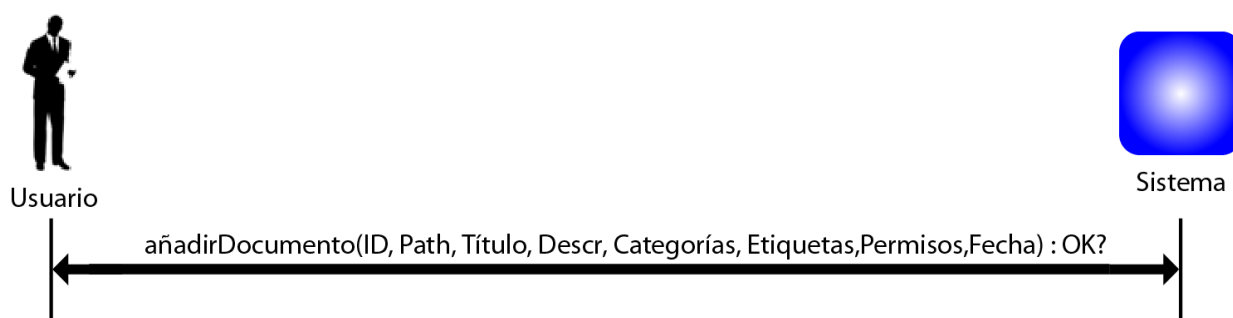 Usuario
Sistema
añadirDocumento(ID, Path, Título, Descr, Categorías, Etiquetas,Permisos,Fecha) : OK?